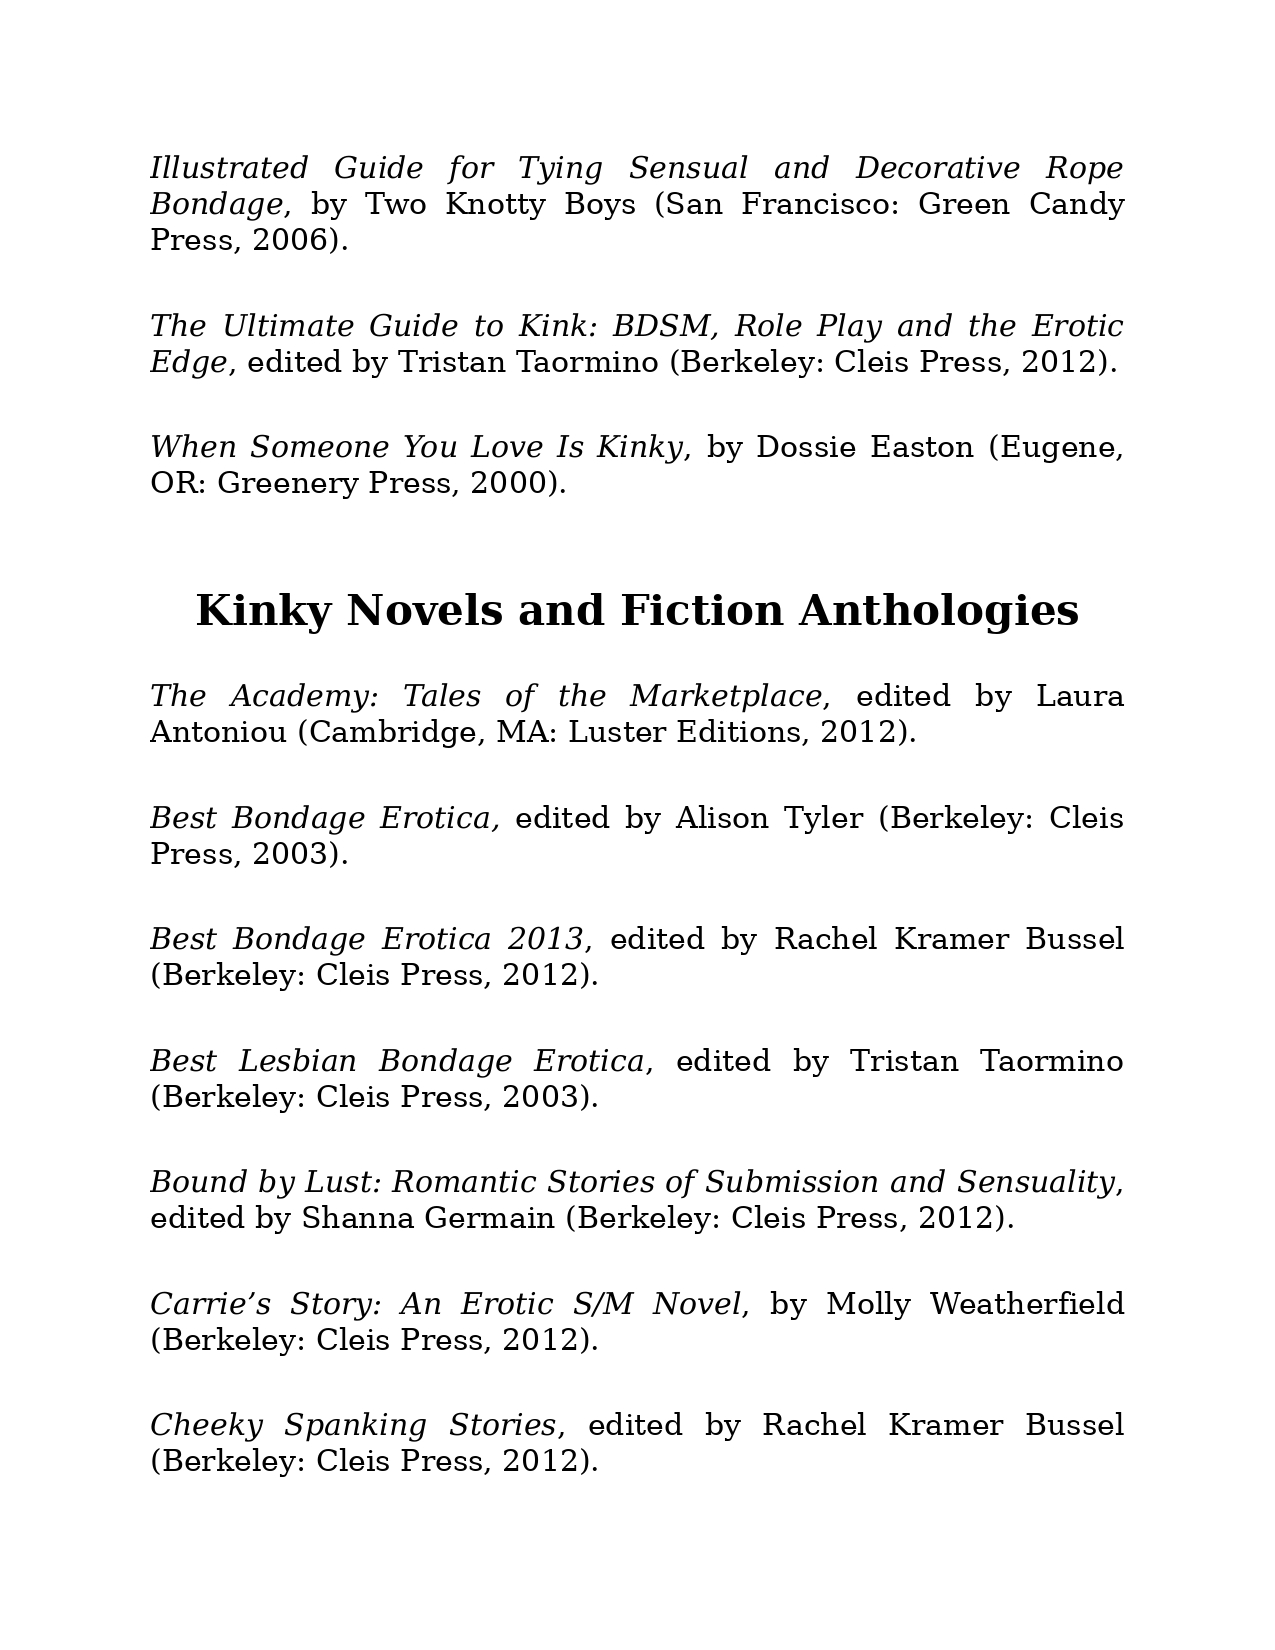 Illustrated Guide for Tying Sensual and Decorative Rope
Bondage, by Two Knotty Boys (San Francisco: Green Candy
Press, 2006).
The Ultimate Guide to Kink: BDSM, Role Play and the Erotic
Edge, edited by Tristan Taormino (Berkeley: Cleis Press, 2012).
When Someone You Love Is Kinky, by Dossie Easton (Eugene,
OR: Greenery Press, 2000).
Kinky Novels and Fiction Anthologies
The Academy: Tales of the Marketplace, edited by Laura
Antoniou (Cambridge, MA: Luster Editions, 2012).
Best Bondage Erotica, edited by Alison Tyler (Berkeley: Cleis
Press, 2003).
Best Bondage Erotica 2013, edited by Rachel Kramer Bussel
(Berkeley: Cleis Press, 2012).
Best Lesbian Bondage Erotica, edited by Tristan Taormino
(Berkeley: Cleis Press, 2003).
Bound by Lust: Romantic Stories of Submission and Sensuality,
edited by Shanna Germain (Berkeley: Cleis Press, 2012).
Carrie’s Story: An Erotic S/M Novel, by Molly Weatherfield
(Berkeley: Cleis Press, 2012).
Cheeky Spanking Stories, edited by Rachel Kramer Bussel
(Berkeley: Cleis Press, 2012).